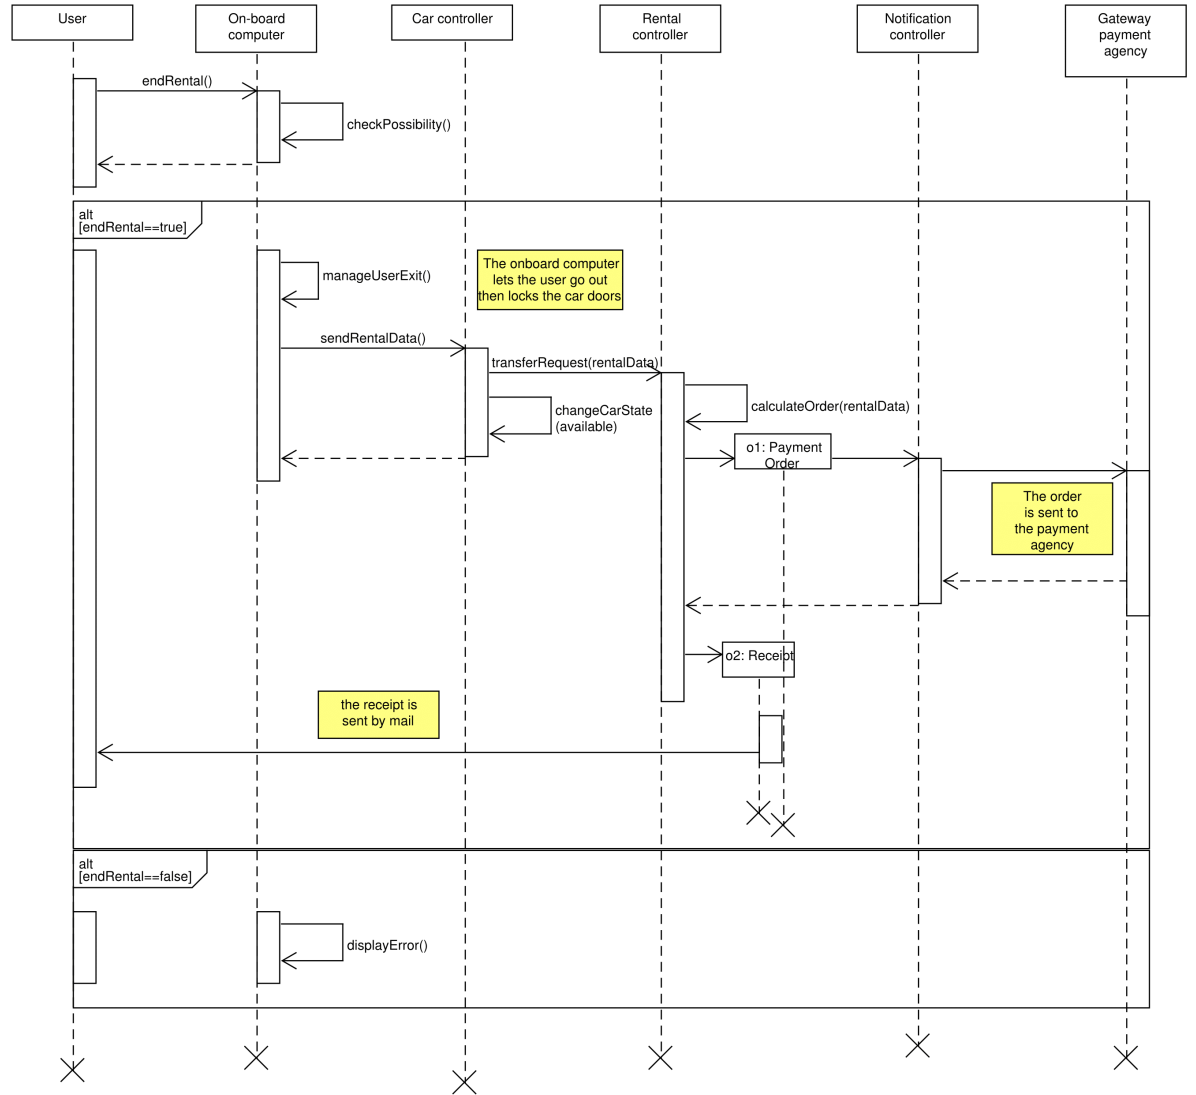 User
On-board
computer
Car controller
Rental
controller
Notification
controller
Gateway
payment
agency
endRental()
checkPossibility()
alt
[endRental==true]
manageUserExit()
The onboard computer
lets the user go out
then locks the car doors
sendRentalData()
transferRequest(rentalData)
changeCarState
(available)
calculateOrder(rentalData)
o1: Payment
Order
The order
is sent to
the payment
agency
o2: Receipt
the receipt is
sent by mail
alt
[endRental==false]
displayError()